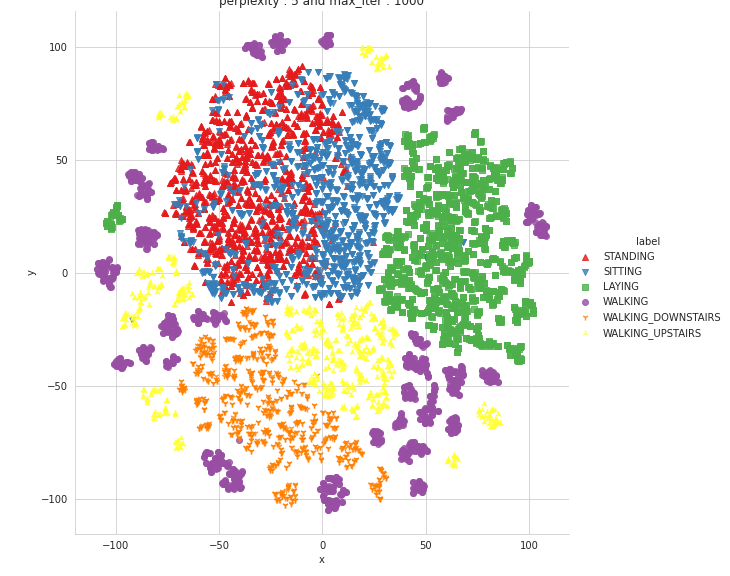 perplexity : 5 and max_iter : 1000
100
50
0
−50
−100
y
−100
−50
0
50
100
x
label
STANDING
SITTING
LAYING
WALKING
WALKING_DOWNSTAIRS
WALKING_UPSTAIRS